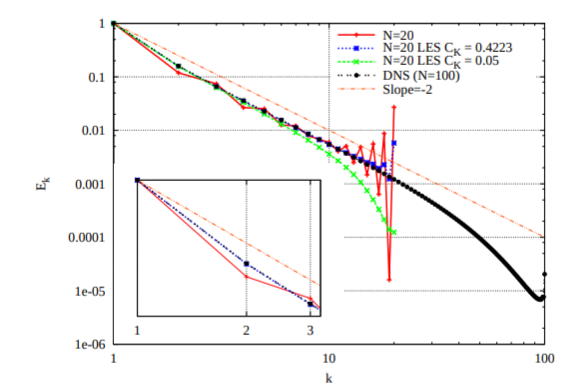 1
0.1
0.01
0.001
0.0001
1e-05
1e-06
E_k
N=20
N=20 LES C_K = 0.4223
N=20 LES C_K = 0.05
DNS (N=100)
Slope=-2
1 2 3
1 10 100
k